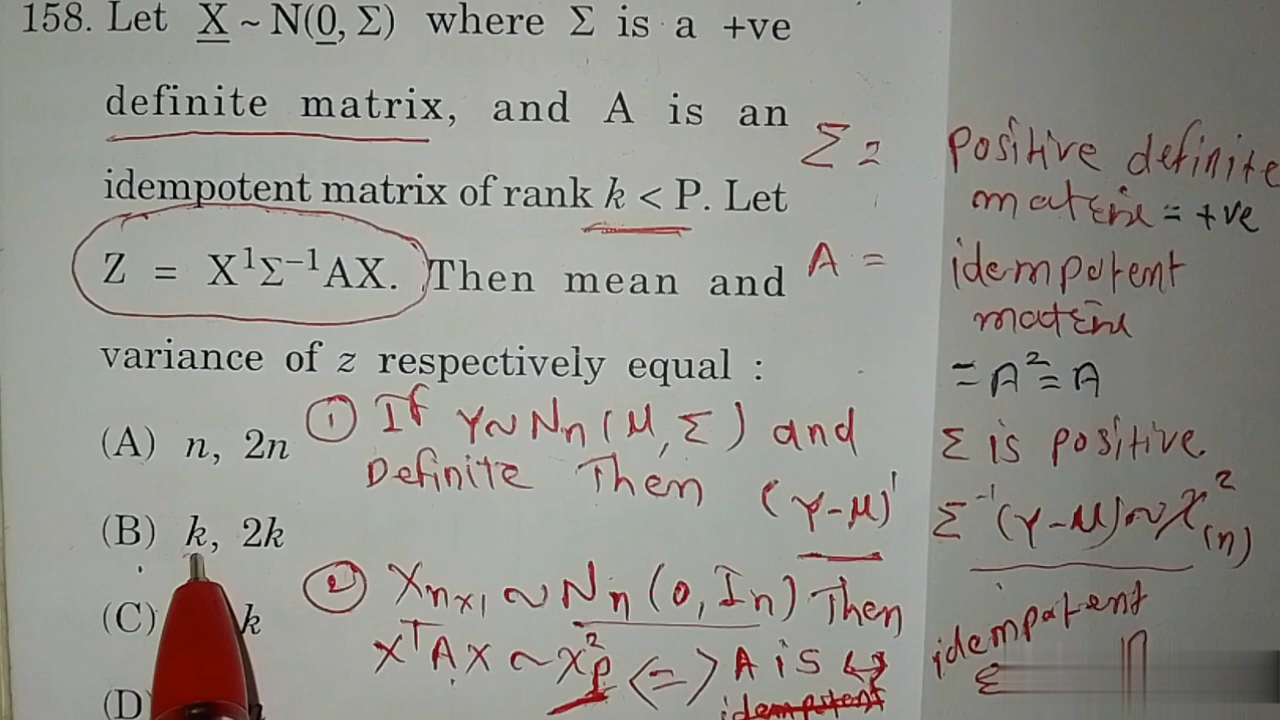 158. Let X ~ N(0, Σ) where Σ is a +ve
definite matrix, and A is an
idempotent matrix of rank k < P. Let
Z = X¹Σ⁻¹AX. Then mean and
variance of z respectively equal :
(A) n, 2n
(B) k, 2k
(C) k
(D)
Σ = positive definite
matrix = +ve
A = idempotent
matrix
= A² = A
① If Y~Nn(μ, Σ) and Σ is positive
Definite Then (Y-μ)' Σ⁻¹(Y-μ)~χ²(n)
② Xn×1 ~ Nn(0, In) Then
XᵀAX ~ χ²p <=> A is
idempotent
idempotent